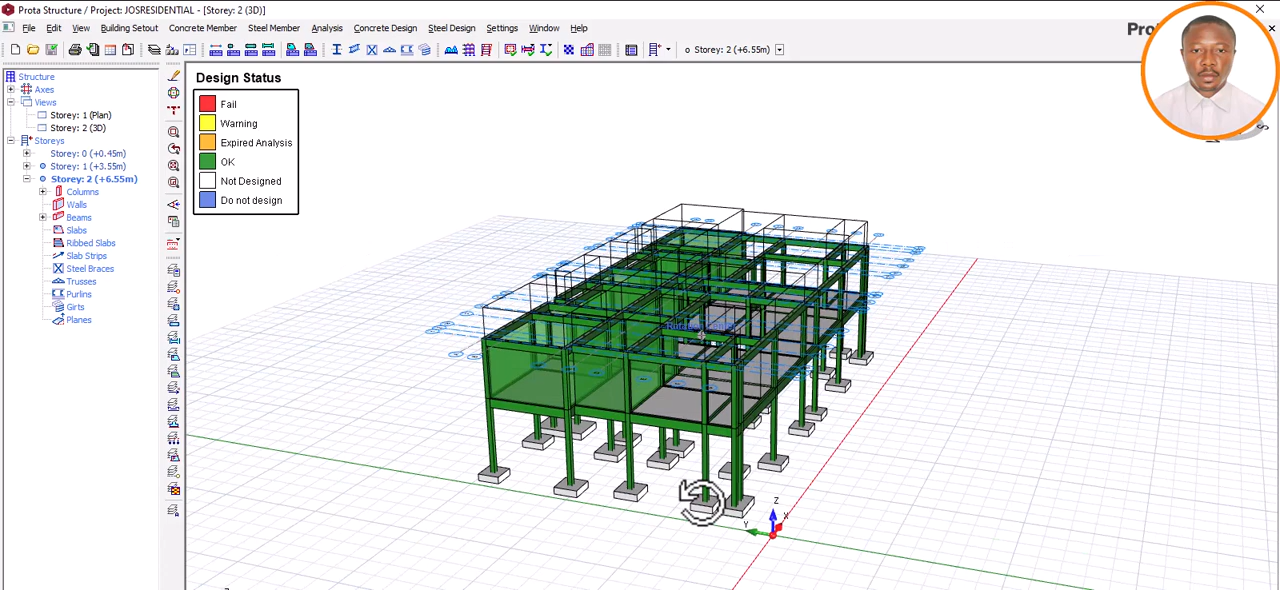 Prota Structure / Project: JOSRESIDENTIAL - [Storey: 2 (3D)]
File Edit View Building Setout Concrete Member Steel Member Analysis Concrete Design Steel Design Settings Window Help
Storey: 2 (+6.55m)
Structure
Axes
Views
Storey: 1 (Plan)
Storey: 2 (3D)
Storeys
Storey: 0 (+0.45m)
Storey: 1 (+3.55m)
Storey: 2 (+6.55m)
Columns
Walls
Beams
Slabs
Ribbed Slabs
Slab Strips
Steel Braces
Trusses
Purlins
Girts
Planes
Design Status
Fail
Warning
Expired Analysis
OK
Not Designed
Do not design
Z
X
Y